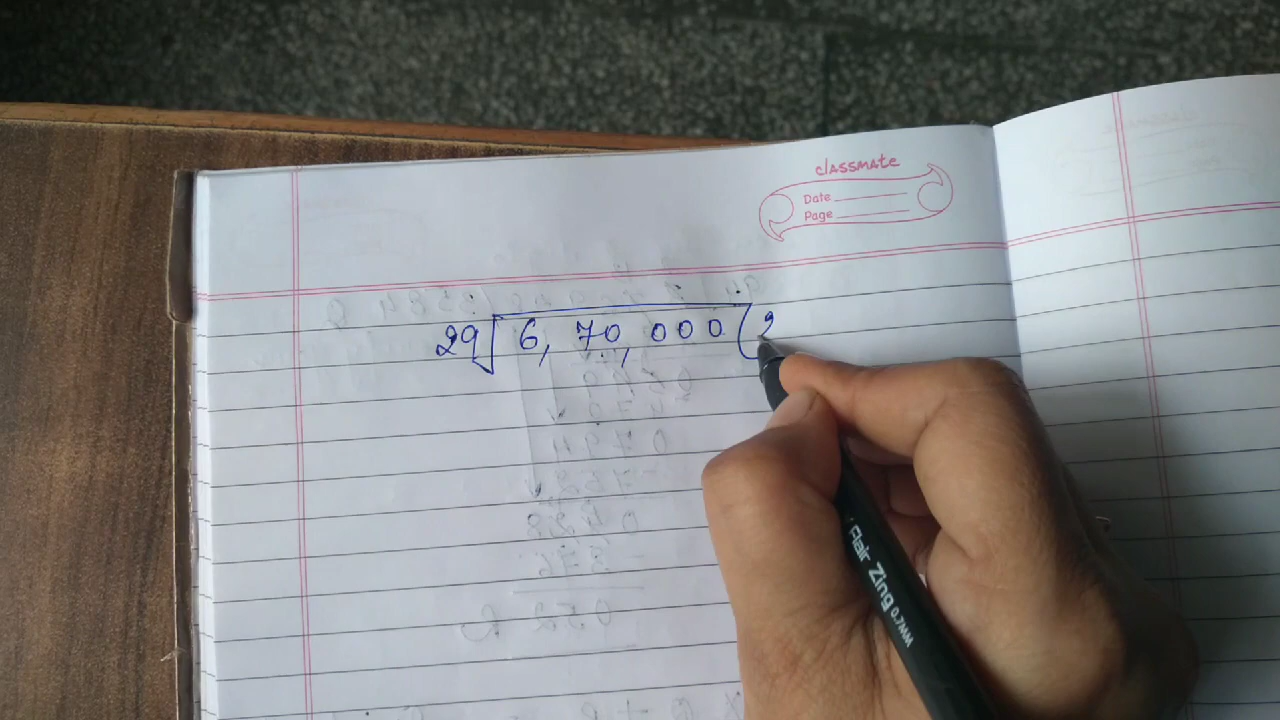 classmate
Date
Page
29 6,70,000 ( 2
Flair Zing 0.7MM